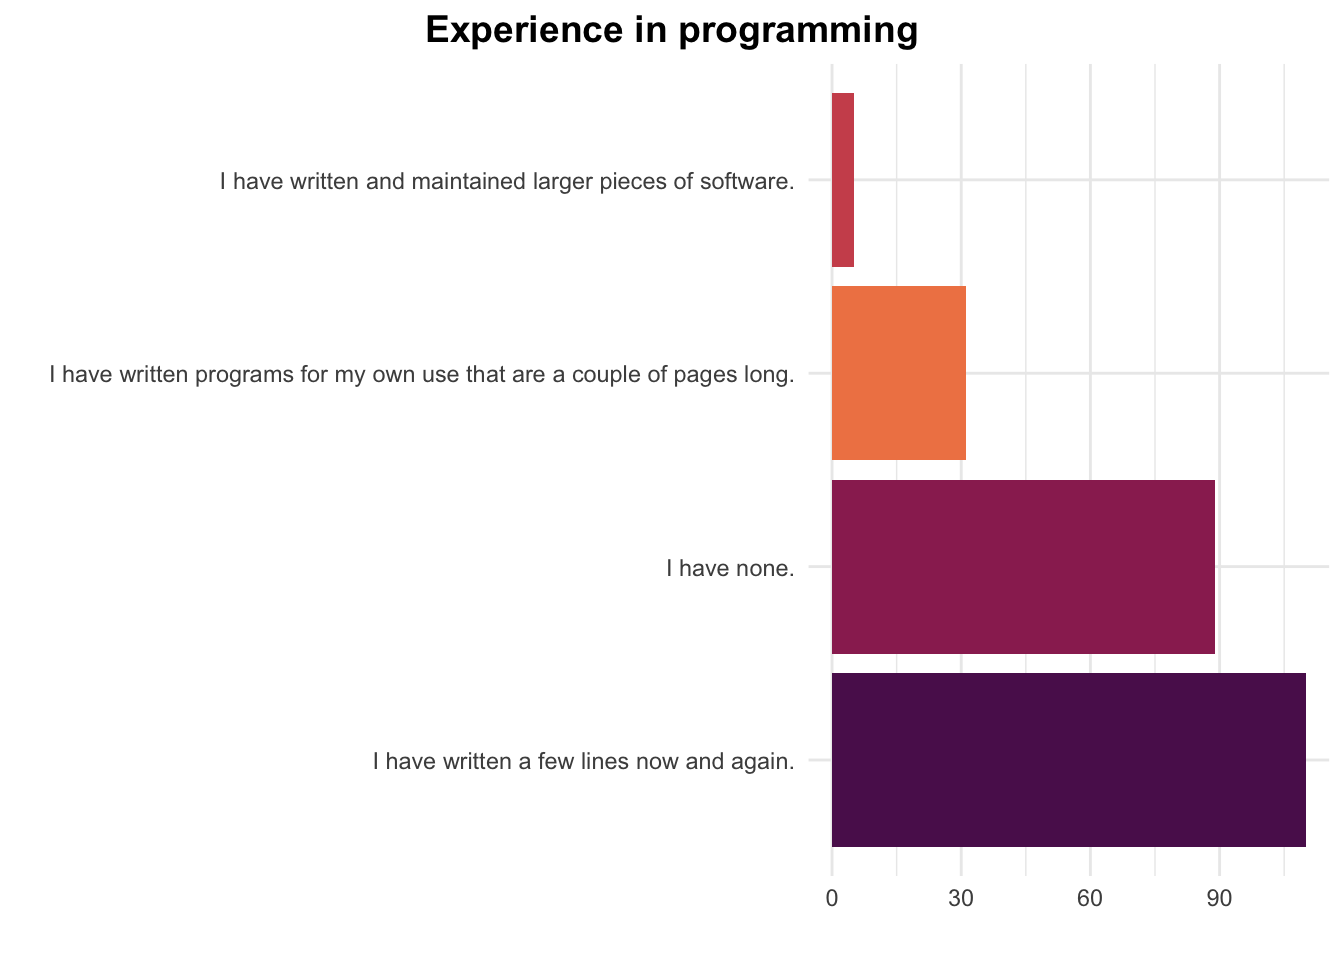 Experience in programming
I have written and maintained larger pieces of software.
I have written programs for my own use that are a couple of pages long.
I have none.
I have written a few lines now and again.
0 30 60 90